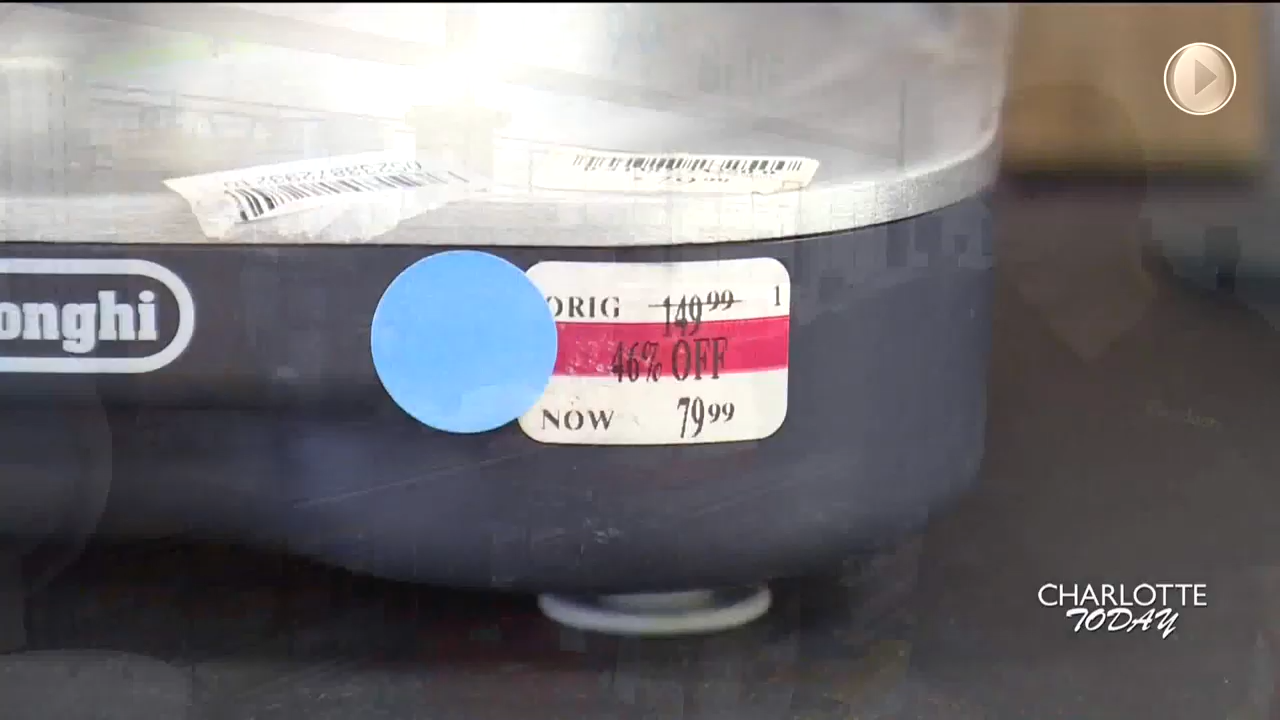 onghi
ORIG 149.99 1
46% OFF
NOW 79.99
CHARLOTTE
TODAY